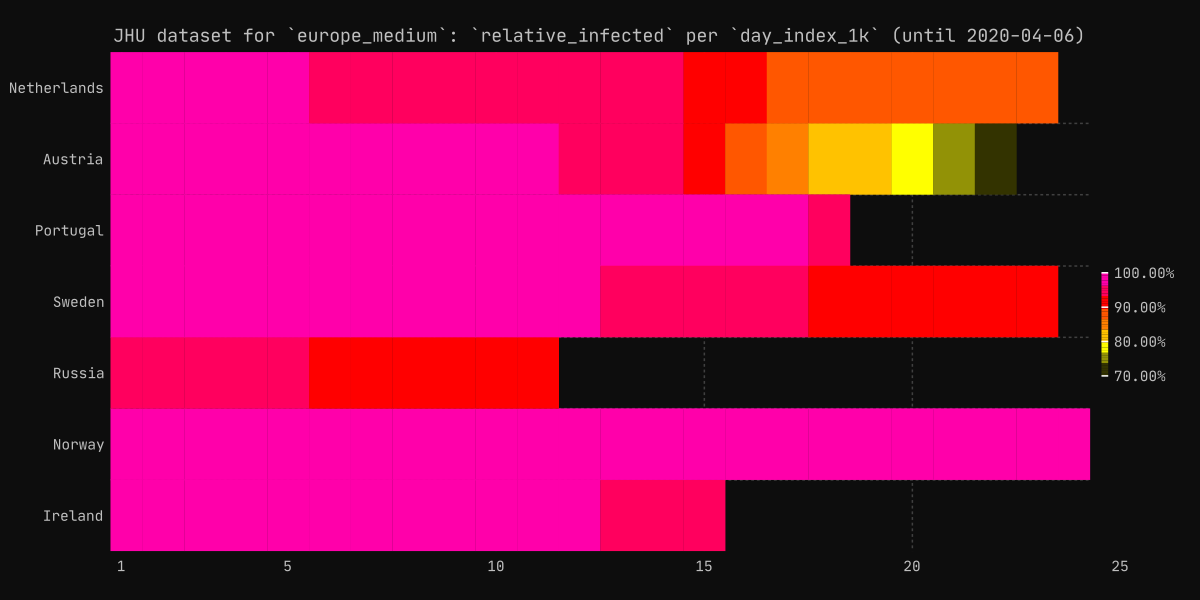 JHU dataset for `europe_medium`: `relative_infected` per `day_index_1k` (until 2020-04-06)
Netherlands
Austria
Portugal
Sweden
Russia
Norway
Ireland
100.00%
90.00%
80.00%
70.00%
1 5 10 15 20 25